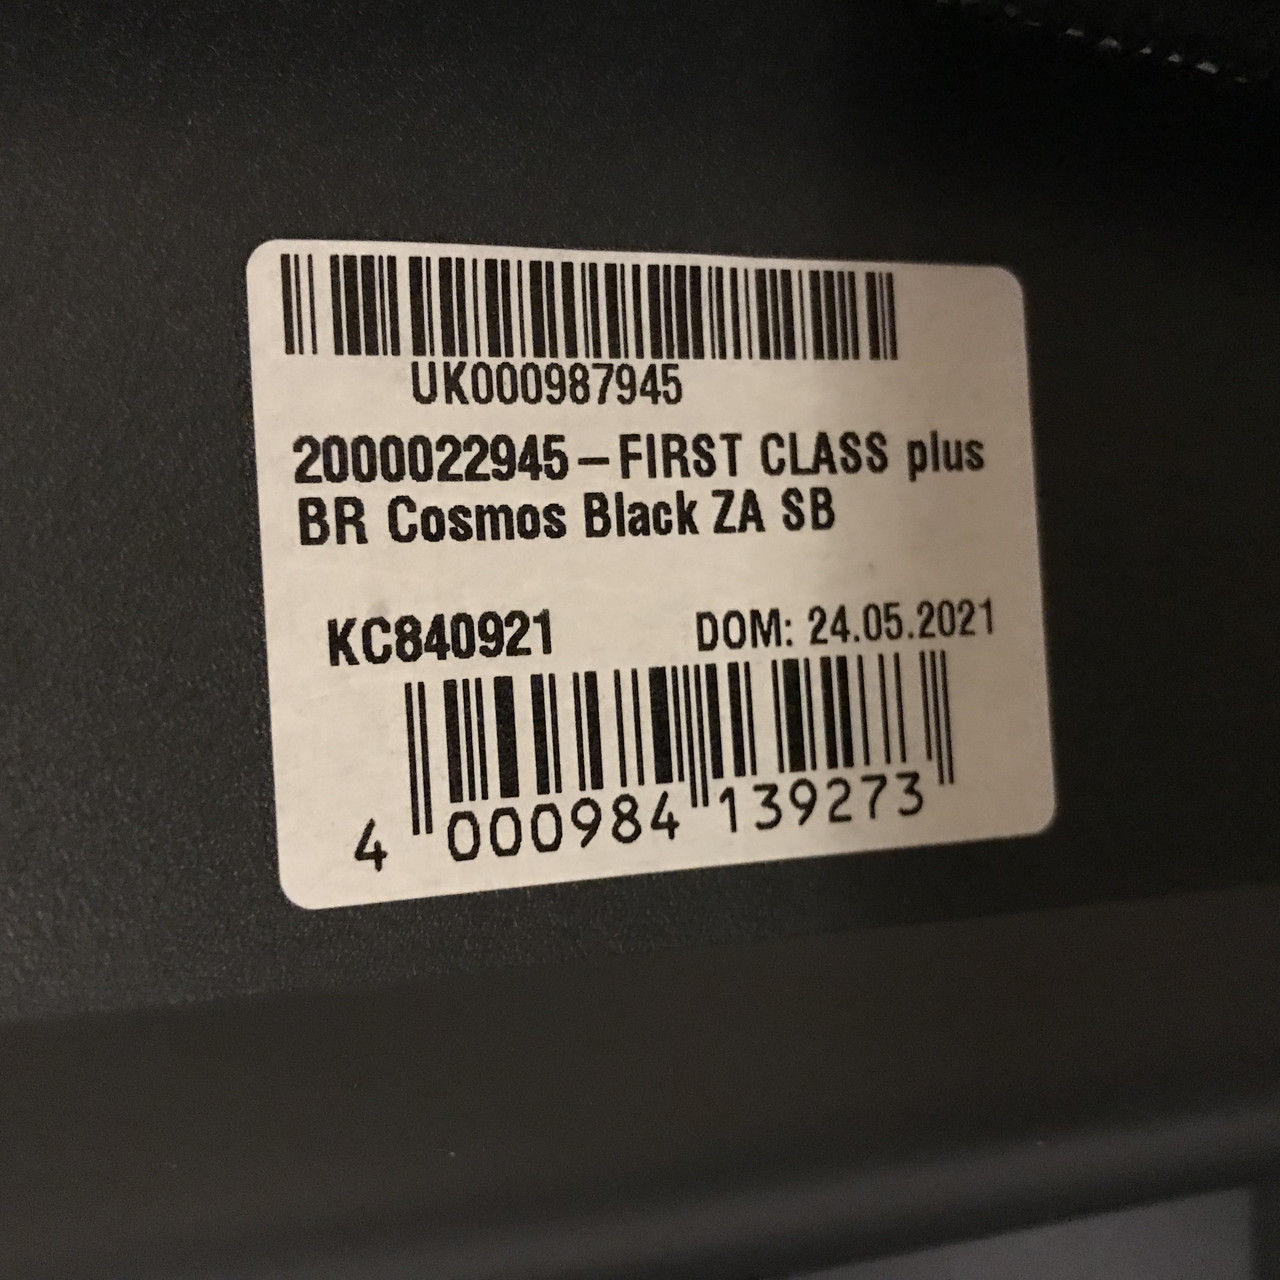 UK000987945
2000022945 – FIRST CLASS plus
BR Cosmos Black ZA SB
KC840921 DOM: 24.05.2021
4 000984 139273